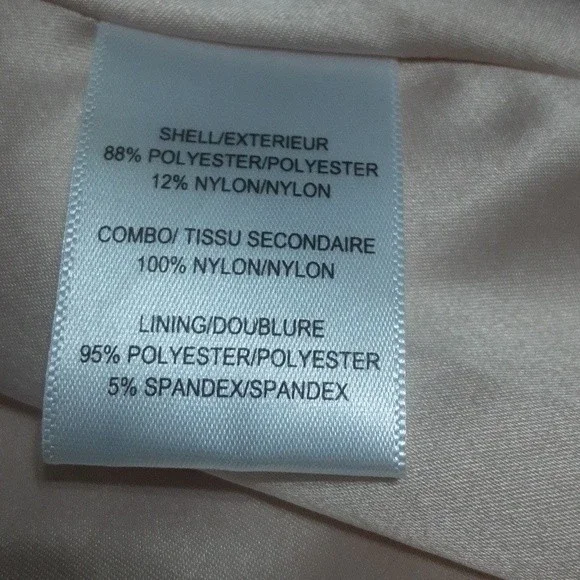 SHELL/EXTERIEUR
88% POLYESTER/POLYESTER
12% NYLON/NYLON
COMBO/ TISSU SECONDAIRE
100% NYLON/NYLON
LINING/DOUBLURE
95% POLYESTER/POLYESTER
5% SPANDEX/SPANDEX